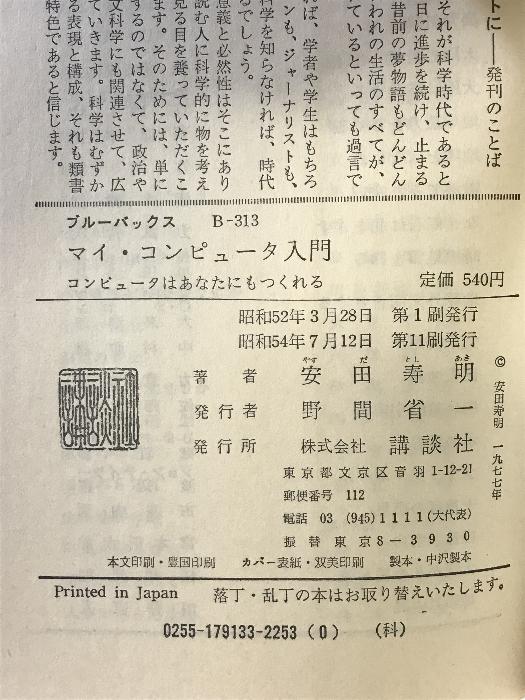 トに——発刊のことば
それが科学時代であると
日に進歩を続け、止まる
昔前の夢物語もどんどん
われの生活のすべてが、
ているといっても過言で
れば、学者や学生はもちろ
ンも、ジャーナリストも、
科学を知らなければ、時代
るでしょう。
意義と必然性はそこにあり
読む人に科学的に物を考え
見る目を養っていただくこ
ます。そのためには、単に
するのではなくて、政治や
文科学にも関連させて、広
ていきます。科学はむずか
る表現と構成、それも類書
特色であると信じます。
ブルーバックス B-313
マイ・コンピュータ入門
コンピュータはあなたにもつくれる 定価 540円
昭和52年3月28日 第1刷発行
昭和54年7月12日 第11刷発行
著者 安田寿明
やす だ とし あき
発行者 野間省一
発行所 株式会社 講談社
東京都文京区音羽1-12-21
郵便番号 112
電話 03 (945) 1111 (大代表)
振替東京 8-3930
© 安田寿明 一九七七年
本文印刷・豊国印刷 カバー表紙・双美印刷 製本・中沢製本
Printed in Japan 落丁・乱丁の本はお取り替えいたします。
0255-179133-2253 (0) (科)